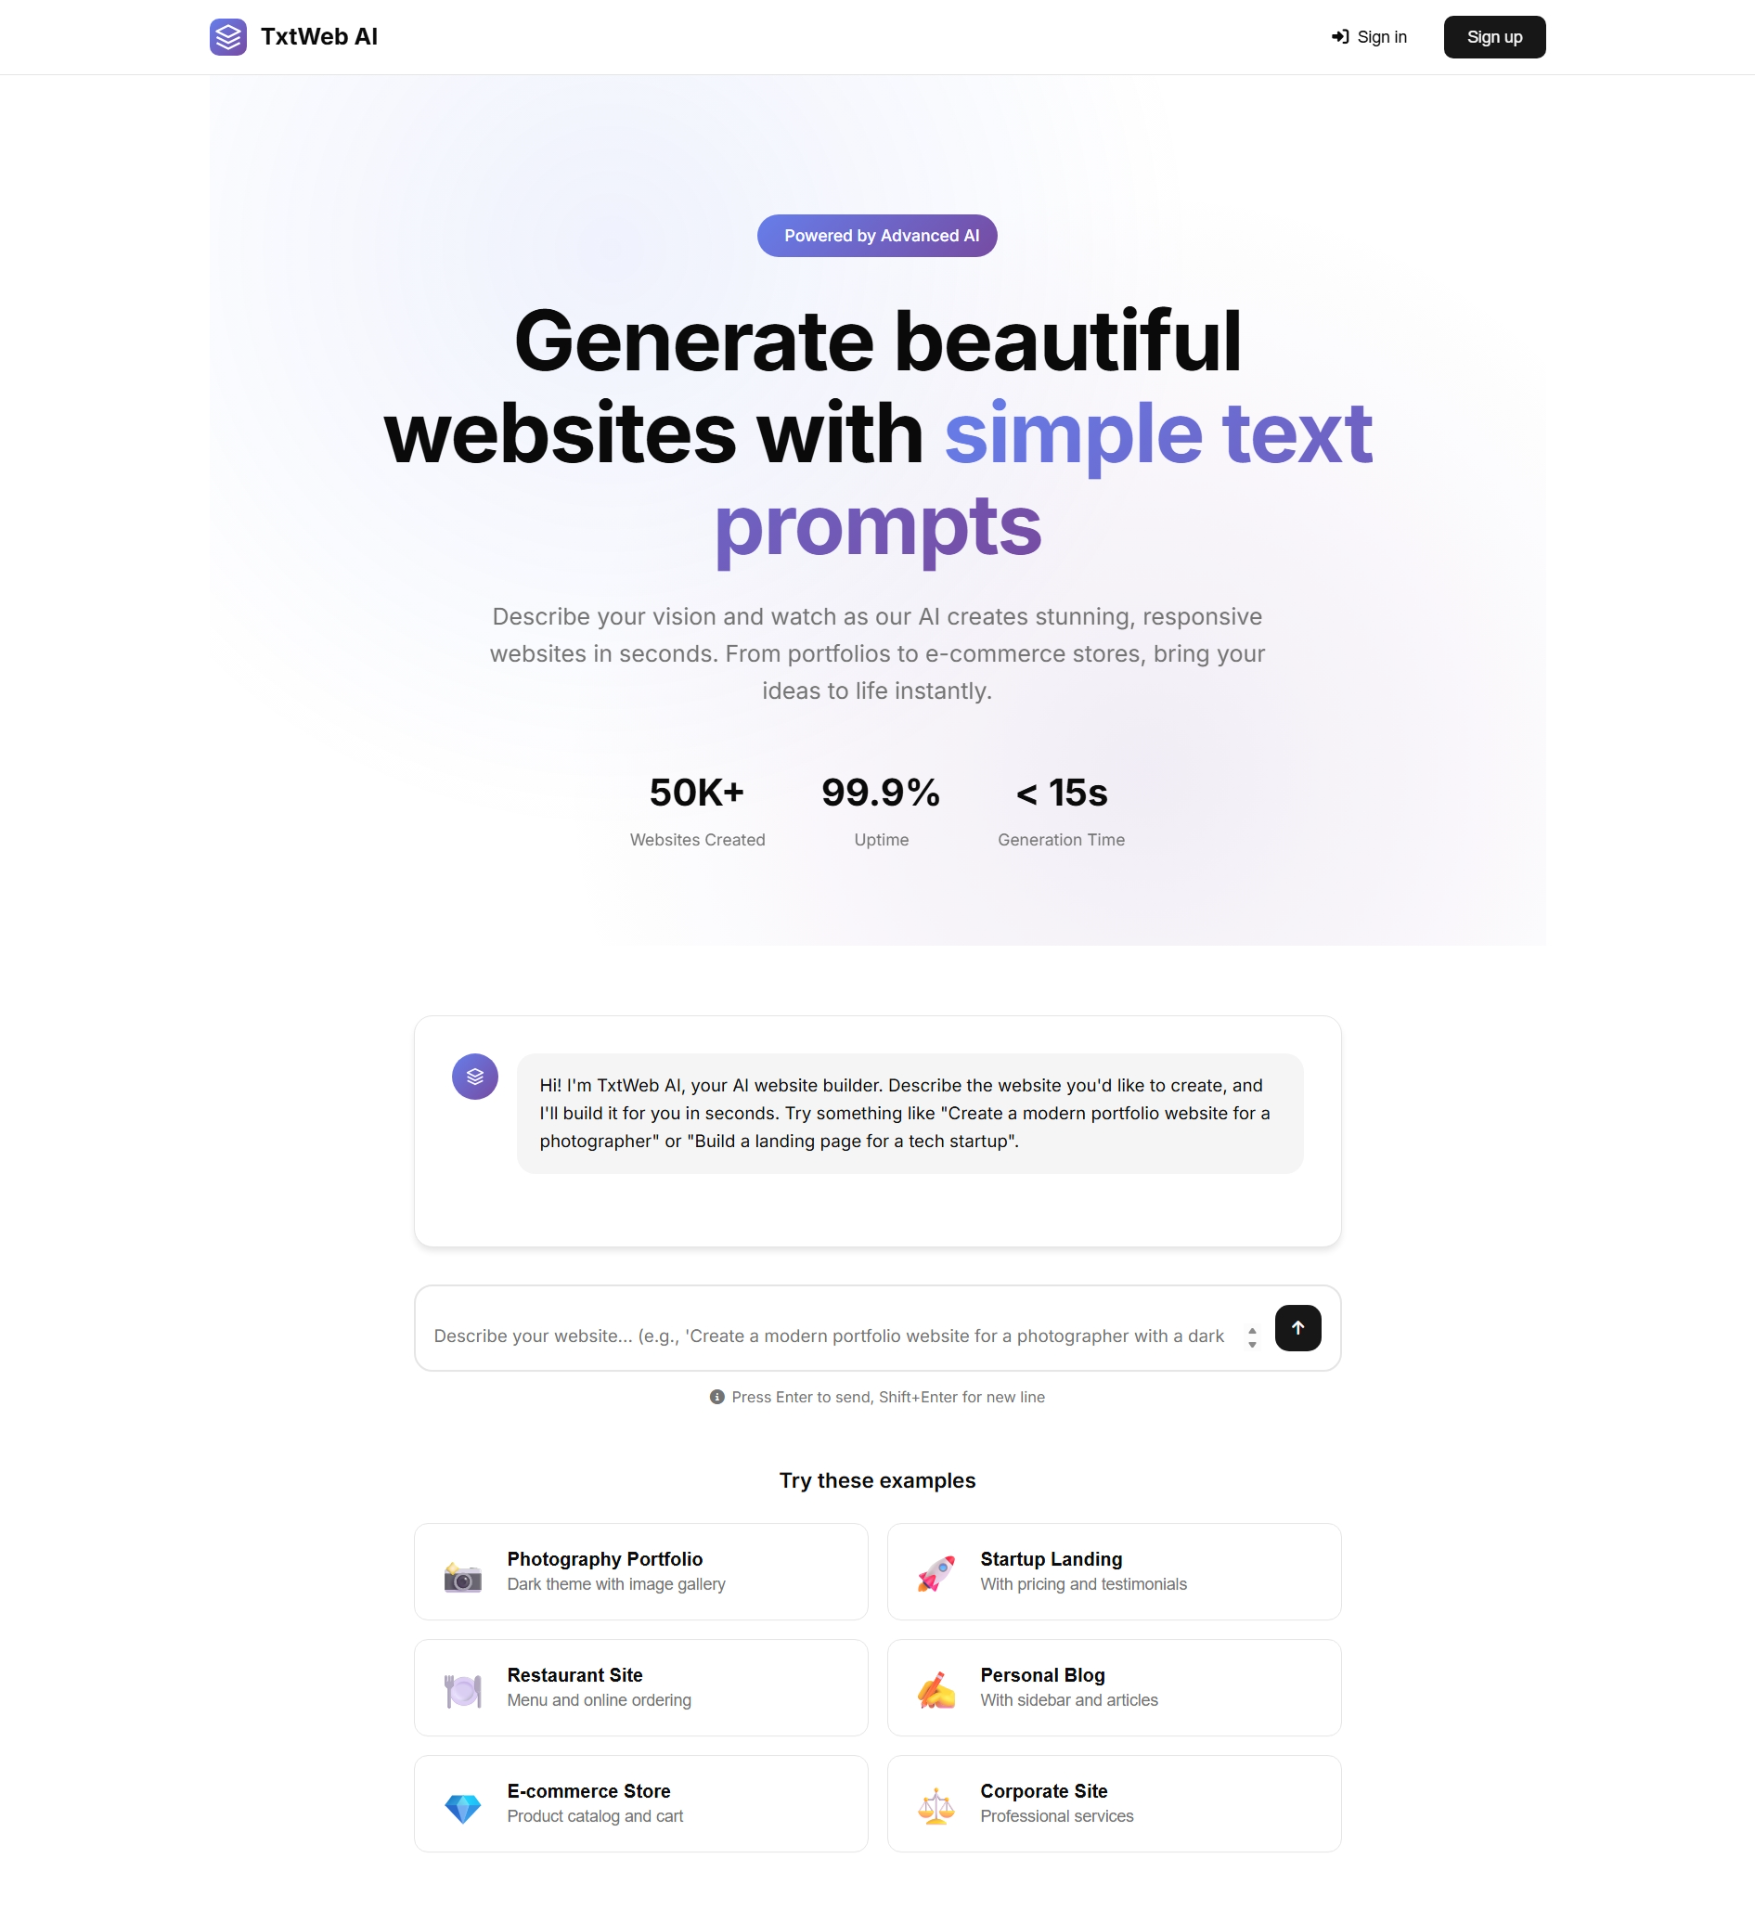 TxtWeb AI
Sign in
Sign up
Powered by Advanced AI
Generate beautiful
websites with simple text
prompts
Describe your vision and watch as our AI creates stunning, responsive
websites in seconds. From portfolios to e-commerce stores, bring your
ideas to life instantly.
50K+
Websites Created
99.9%
Uptime
< 15s
Generation Time
Hi! I'm TxtWeb AI, your AI website builder. Describe the website you'd like to create, and
I'll build it for you in seconds. Try something like "Create a modern portfolio website for a
photographer" or "Build a landing page for a tech startup".
Describe your website... (e.g., 'Create a modern portfolio website for a photographer with a dark
Press Enter to send, Shift+Enter for new line
Try these examples
Photography Portfolio
Dark theme with image gallery
Startup Landing
With pricing and testimonials
Restaurant Site
Menu and online ordering
Personal Blog
With sidebar and articles
E-commerce Store
Product catalog and cart
Corporate Site
Professional services